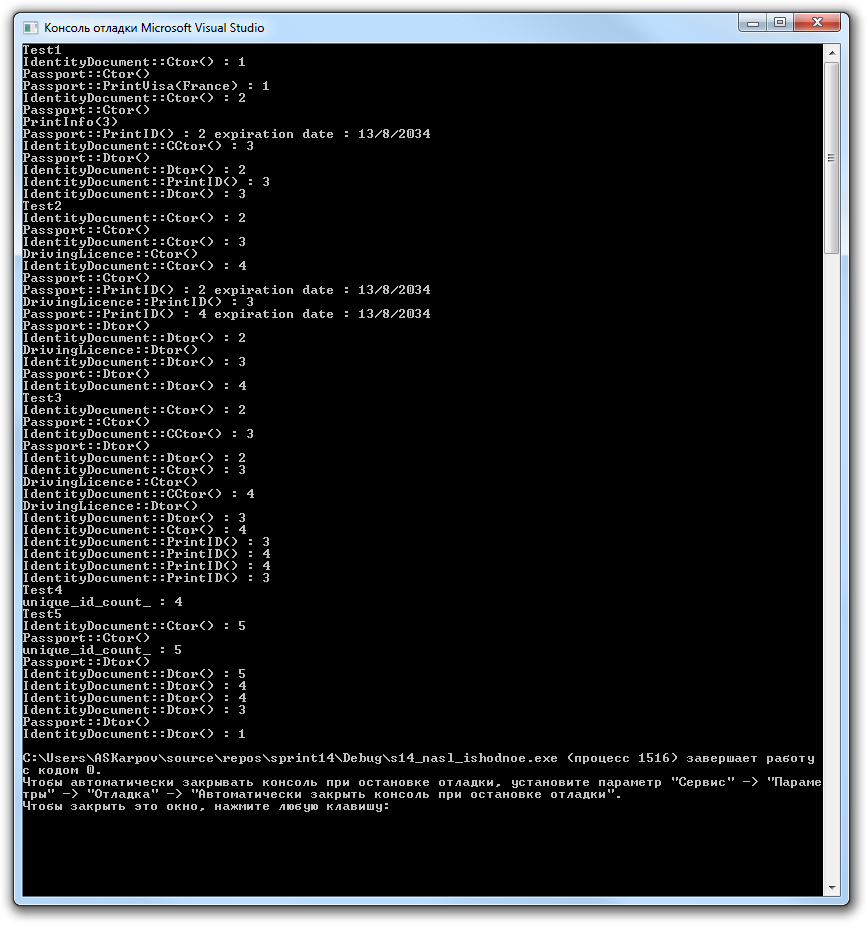 Консоль отладки Microsoft Visual Studio
Test1
IdentityDocument::Ctor() : 1
Passport::Ctor()
Passport::PrintVisa(France) : 1
IdentityDocument::Ctor() : 2
Passport::Ctor()
PrintInfo(3)
Passport::PrintID() : 2 expiration date : 13/8/2034
IdentityDocument::CCtor() : 3
Passport::Dtor()
IdentityDocument::Dtor() : 2
IdentityDocument::PrintID() : 3
IdentityDocument::Dtor() : 3
Test2
IdentityDocument::Ctor() : 2
Passport::Ctor()
IdentityDocument::Ctor() : 3
DrivingLicence::Ctor()
IdentityDocument::Ctor() : 4
Passport::Ctor()
Passport::PrintID() : 2 expiration date : 13/8/2034
DrivingLicence::PrintID() : 3
Passport::PrintID() : 4 expiration date : 13/8/2034
Passport::Dtor()
IdentityDocument::Dtor() : 2
DrivingLicence::Dtor()
IdentityDocument::Dtor() : 3
Passport::Dtor()
IdentityDocument::Dtor() : 4
Test3
IdentityDocument::Ctor() : 2
Passport::Ctor()
IdentityDocument::CCtor() : 3
Passport::Dtor()
IdentityDocument::Dtor() : 2
IdentityDocument::Ctor() : 3
DrivingLicence::Ctor()
IdentityDocument::CCtor() : 4
DrivingLicence::Dtor()
IdentityDocument::Dtor() : 3
IdentityDocument::Ctor() : 4
IdentityDocument::PrintID() : 3
IdentityDocument::PrintID() : 4
IdentityDocument::PrintID() : 4
IdentityDocument::PrintID() : 3
Test4
unique_id_count_ : 4
Test5
IdentityDocument::Ctor() : 5
Passport::Ctor()
unique_id_count_ : 5
Passport::Dtor()
IdentityDocument::Dtor() : 5
IdentityDocument::Dtor() : 4
IdentityDocument::Dtor() : 4
IdentityDocument::Dtor() : 3
Passport::Dtor()
IdentityDocument::Dtor() : 1
C:\Users\ASKarpov\source\repos\sprint14\Debug\s14_nasl_ishodnoe.exe (процесс 1516) завершает работу
с кодом 0.
Чтобы автоматически закрывать консоль при остановке отладки, установите параметр "Сервис" -> "Параме
тры" -> "Отладка" -> "Автоматически закрыть консоль при остановке отладки".
Чтобы закрыть это окно, нажмите любую клавишу: